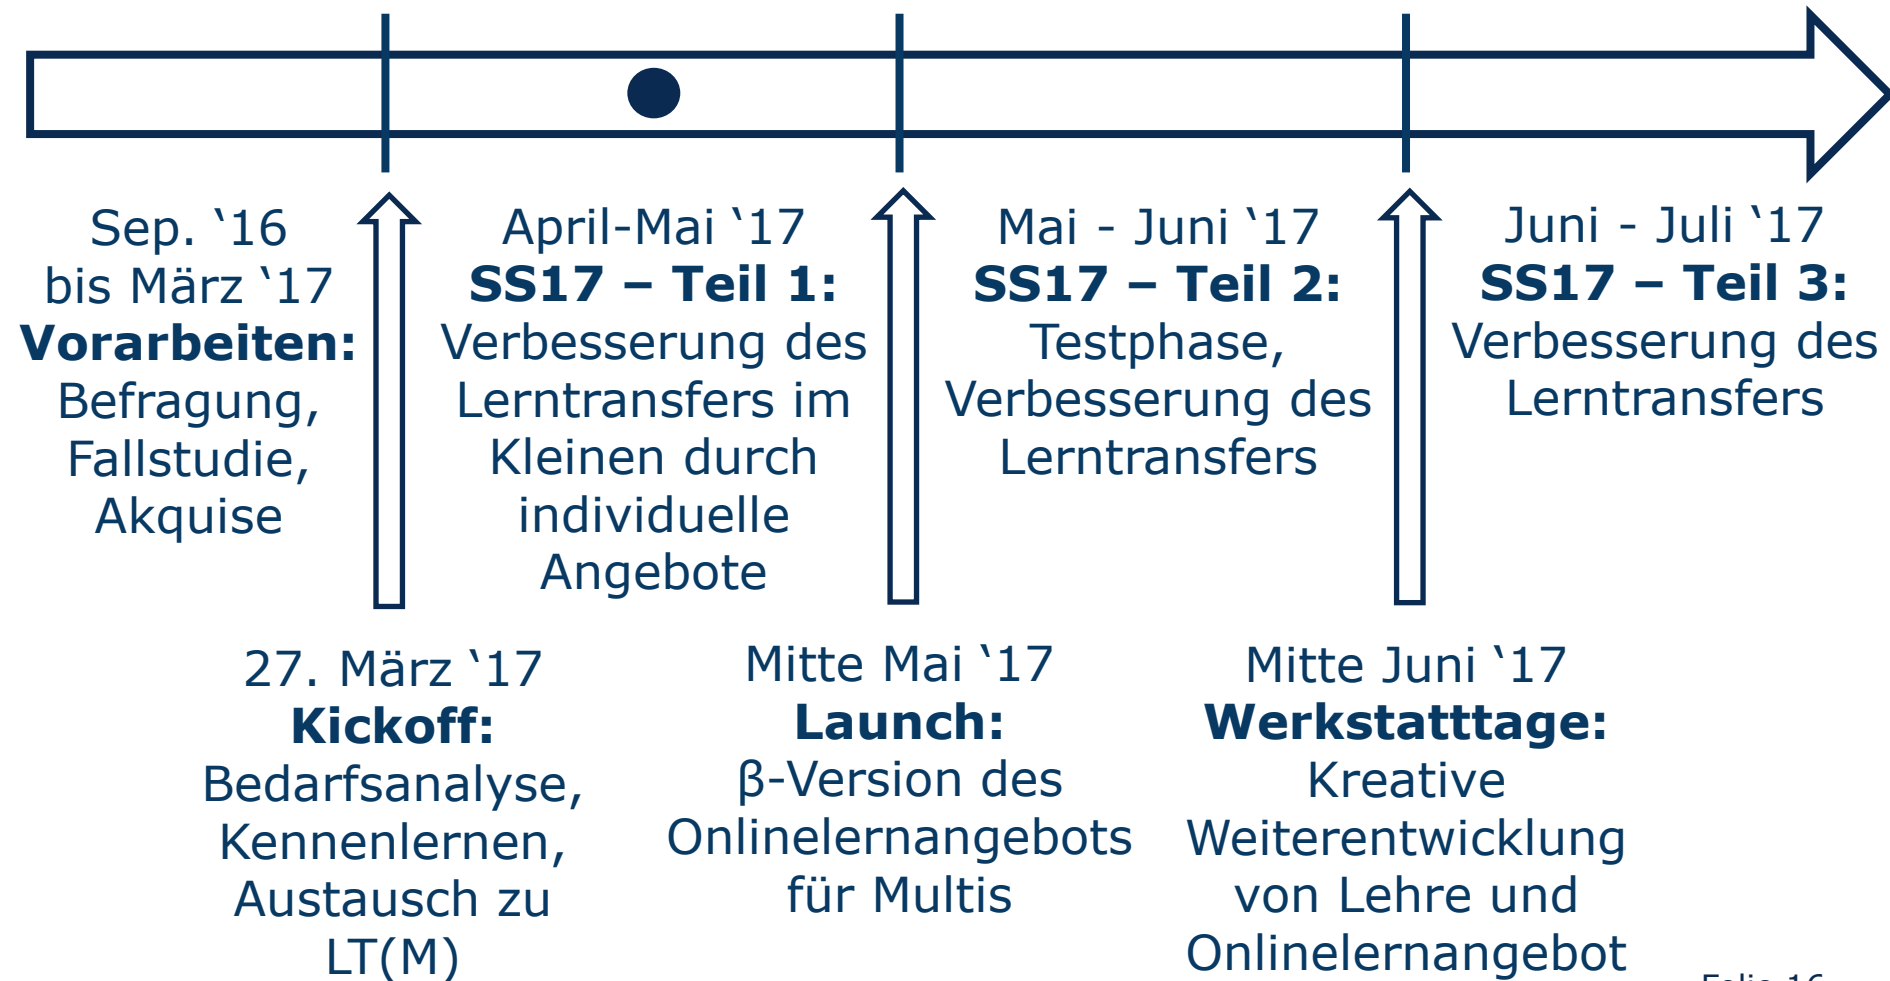 Sep. ‘16
bis März ‘17
Vorarbeiten:
Befragung,
Fallstudie,
Akquise
April-Mai ‘17
SS17 – Teil 1:
Verbesserung des
Lerntransfers im
Kleinen durch
individuelle
Angebote
Mai - Juni ‘17
SS17 – Teil 2:
Testphase,
Verbesserung des
Lerntransfers
Juni - Juli ‘17
SS17 – Teil 3:
Verbesserung des
Lerntransfers
27. März ‘17
Kickoff:
Bedarfsanalyse,
Kennenlernen,
Austausch zu
LT(M)
Mitte Mai ‘17
Launch:
β-Version des
Onlinelernangebots
für Multis
Mitte Juni ‘17
Werkstatttage:
Kreative
Weiterentwicklung
von Lehre und
Onlinelernangebot
Folie 16